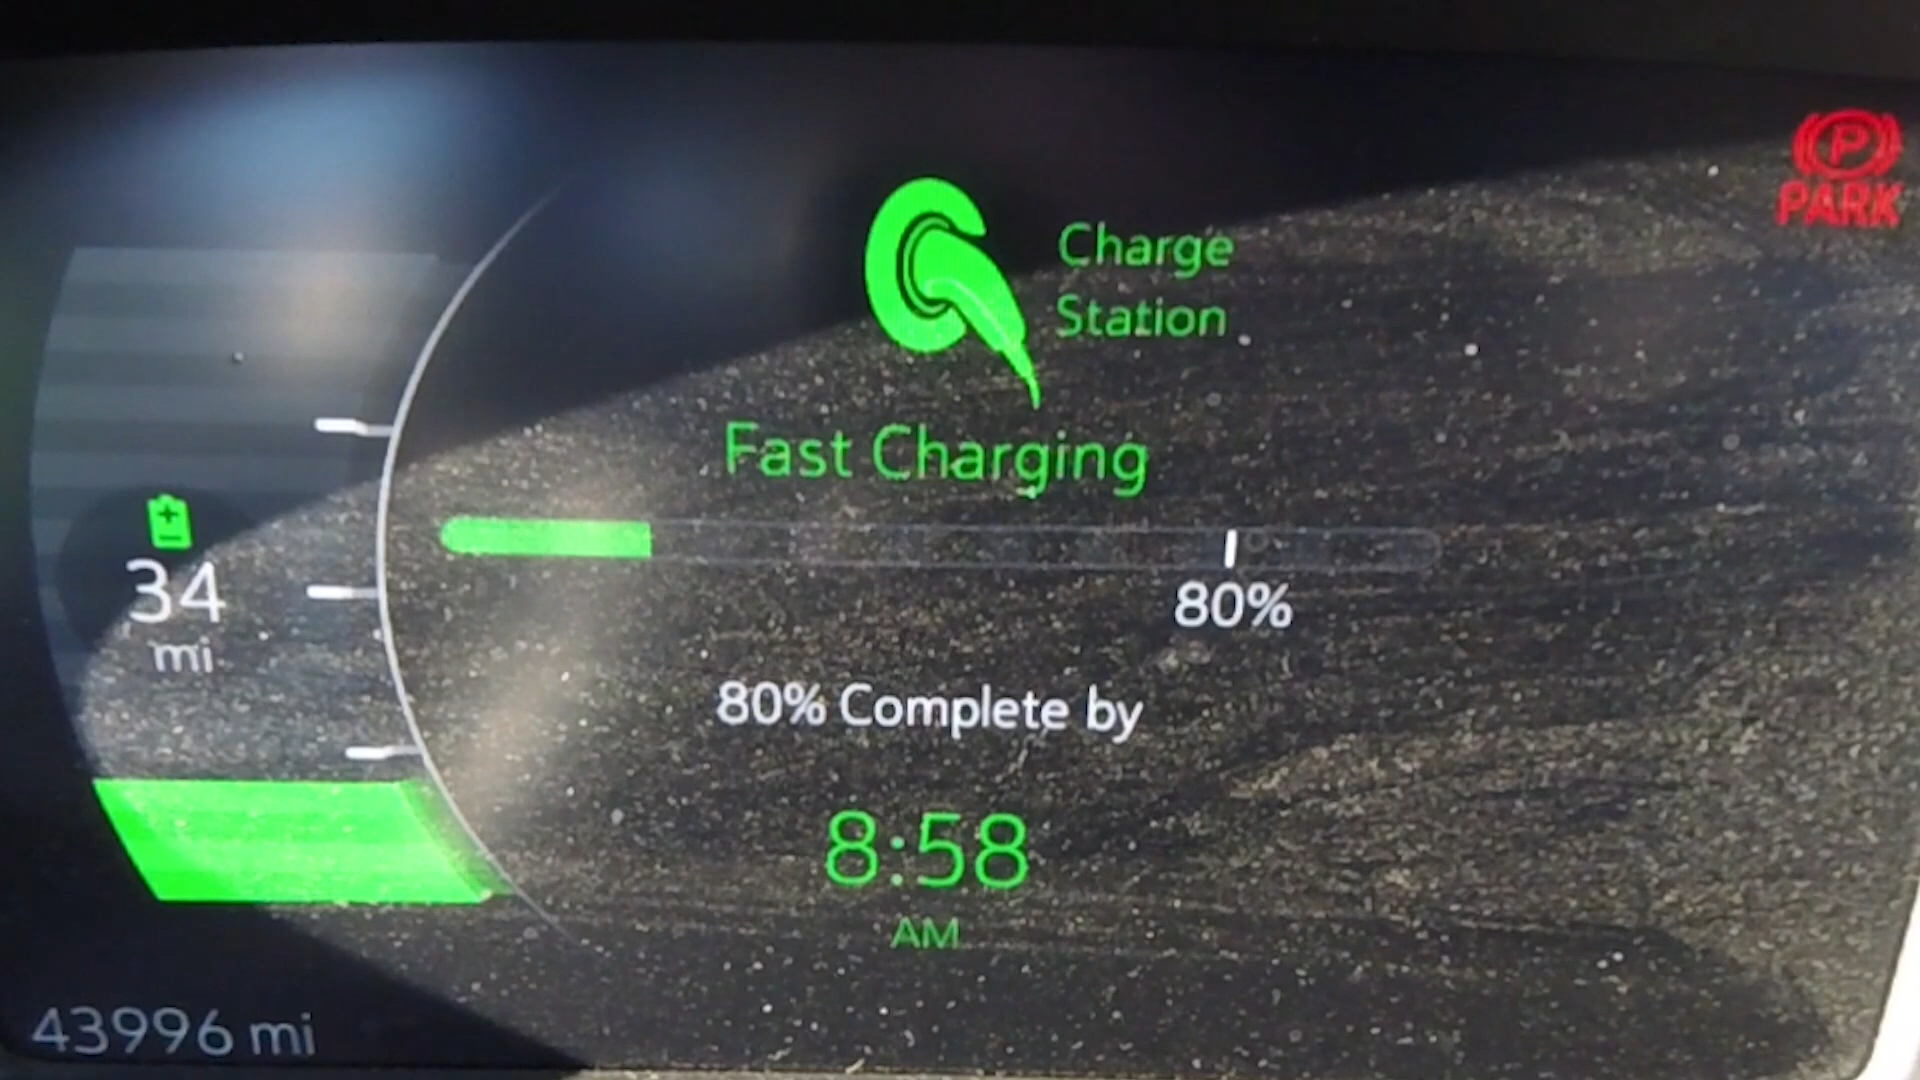 P
PARK
Charge
Station
Fast Charging
80%
34
mi
80% Complete by
8:58
AM
43996 mi